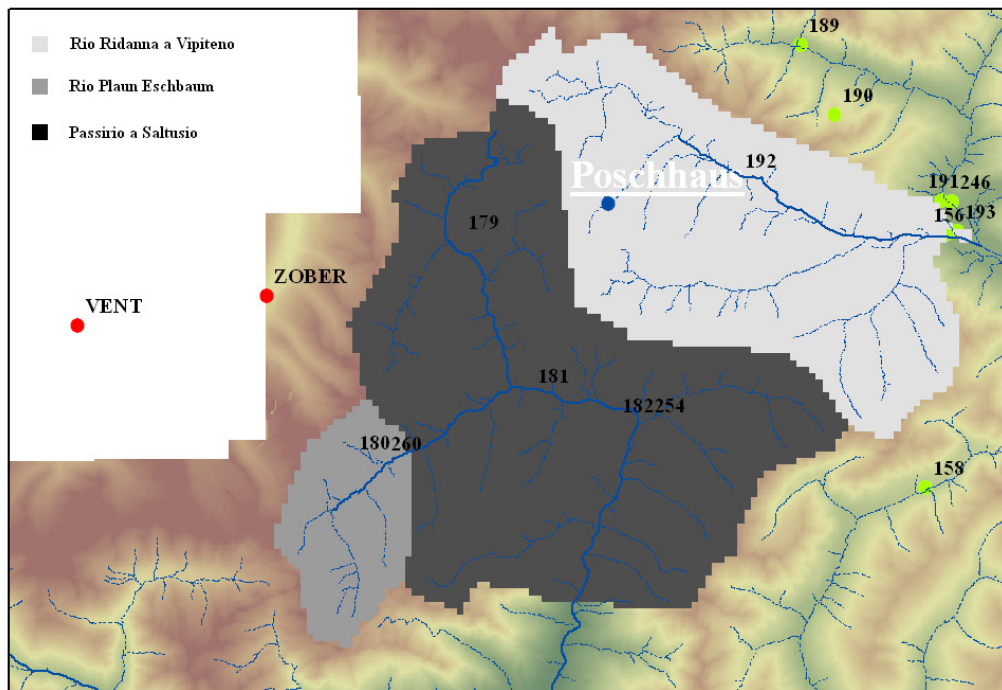 Rio Ridanna a Vipiteno
Rio Plaun Eschbaum
Passirio a Saltusio
189
190
Poschhaus
192
191246
156 193
179
ZOBER
VENT
181
182254
180260
158